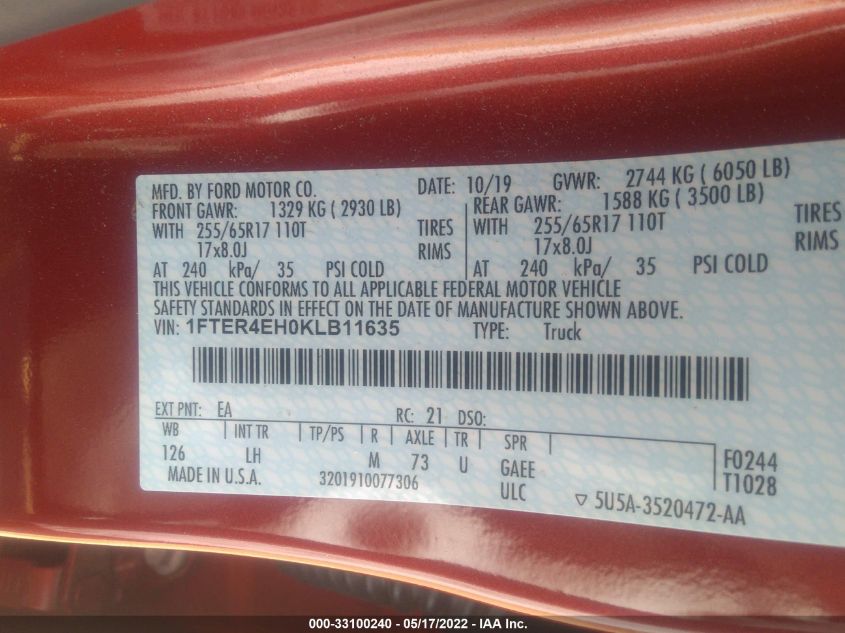 MFD. BY FORD MOTOR CO. DATE: 10/19 GVWR: 2744 KG ( 6050 LB)
FRONT GAWR: 1329 KG ( 2930 LB) REAR GAWR: 1588 KG ( 3500 LB)
WITH 255/65R17 110T TIRES WITH 255/65R17 110T TIRES
17x8.0J RIMS 17x8.0J RIMS
AT 240 kPa/ 35 PSI COLD AT 240 kPa/ 35 PSI COLD
THIS VEHICLE CONFORMS TO ALL APPLICABLE FEDERAL MOTOR VEHICLE
SAFETY STANDARDS IN EFFECT ON THE DATE OF MANUFACTURE SHOWN ABOVE.
VIN: 1FTER4EH0KLB11635 TYPE: Truck
EXT PNT: EA RC: 21 DSO:
WB INT TR TP/PS R AXLE TR SPR
126 LH M 73 U GAEE F0244
MADE IN U.S.A. 3201910077306 ULC T1028
▽ 5U5A-3520472-AA
000-33100240 - 05/17/2022 - IAA Inc.